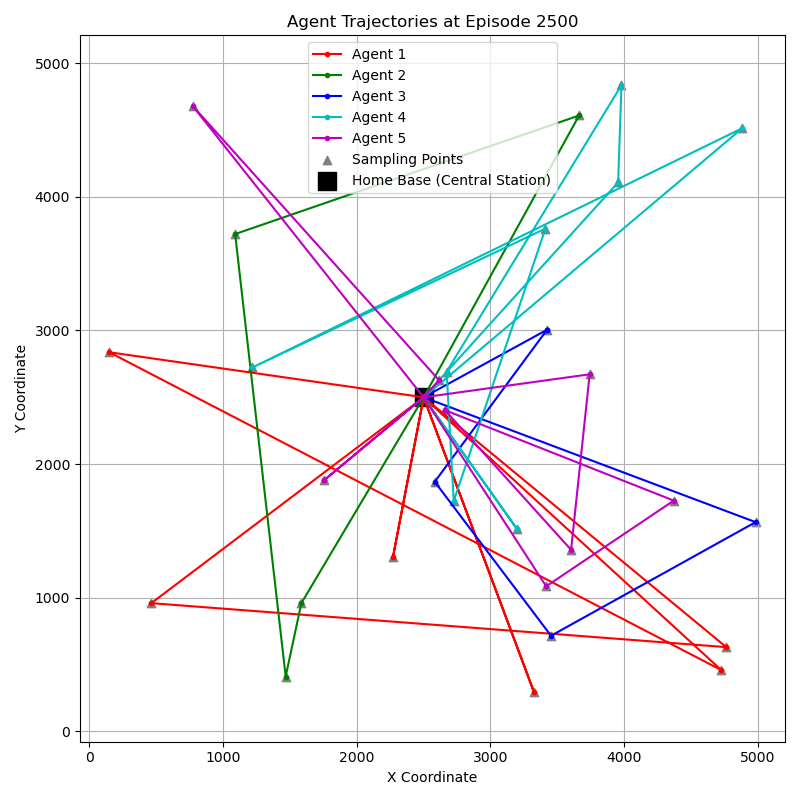 Agent Trajectories at Episode 2500
Agent 1
Agent 2
Agent 3
Agent 4
Agent 5
Sampling Points
Home Base (Central Station)
Y Coordinate
5000
4000
3000
2000
1000
0
0 1000 2000 3000 4000 5000
X Coordinate